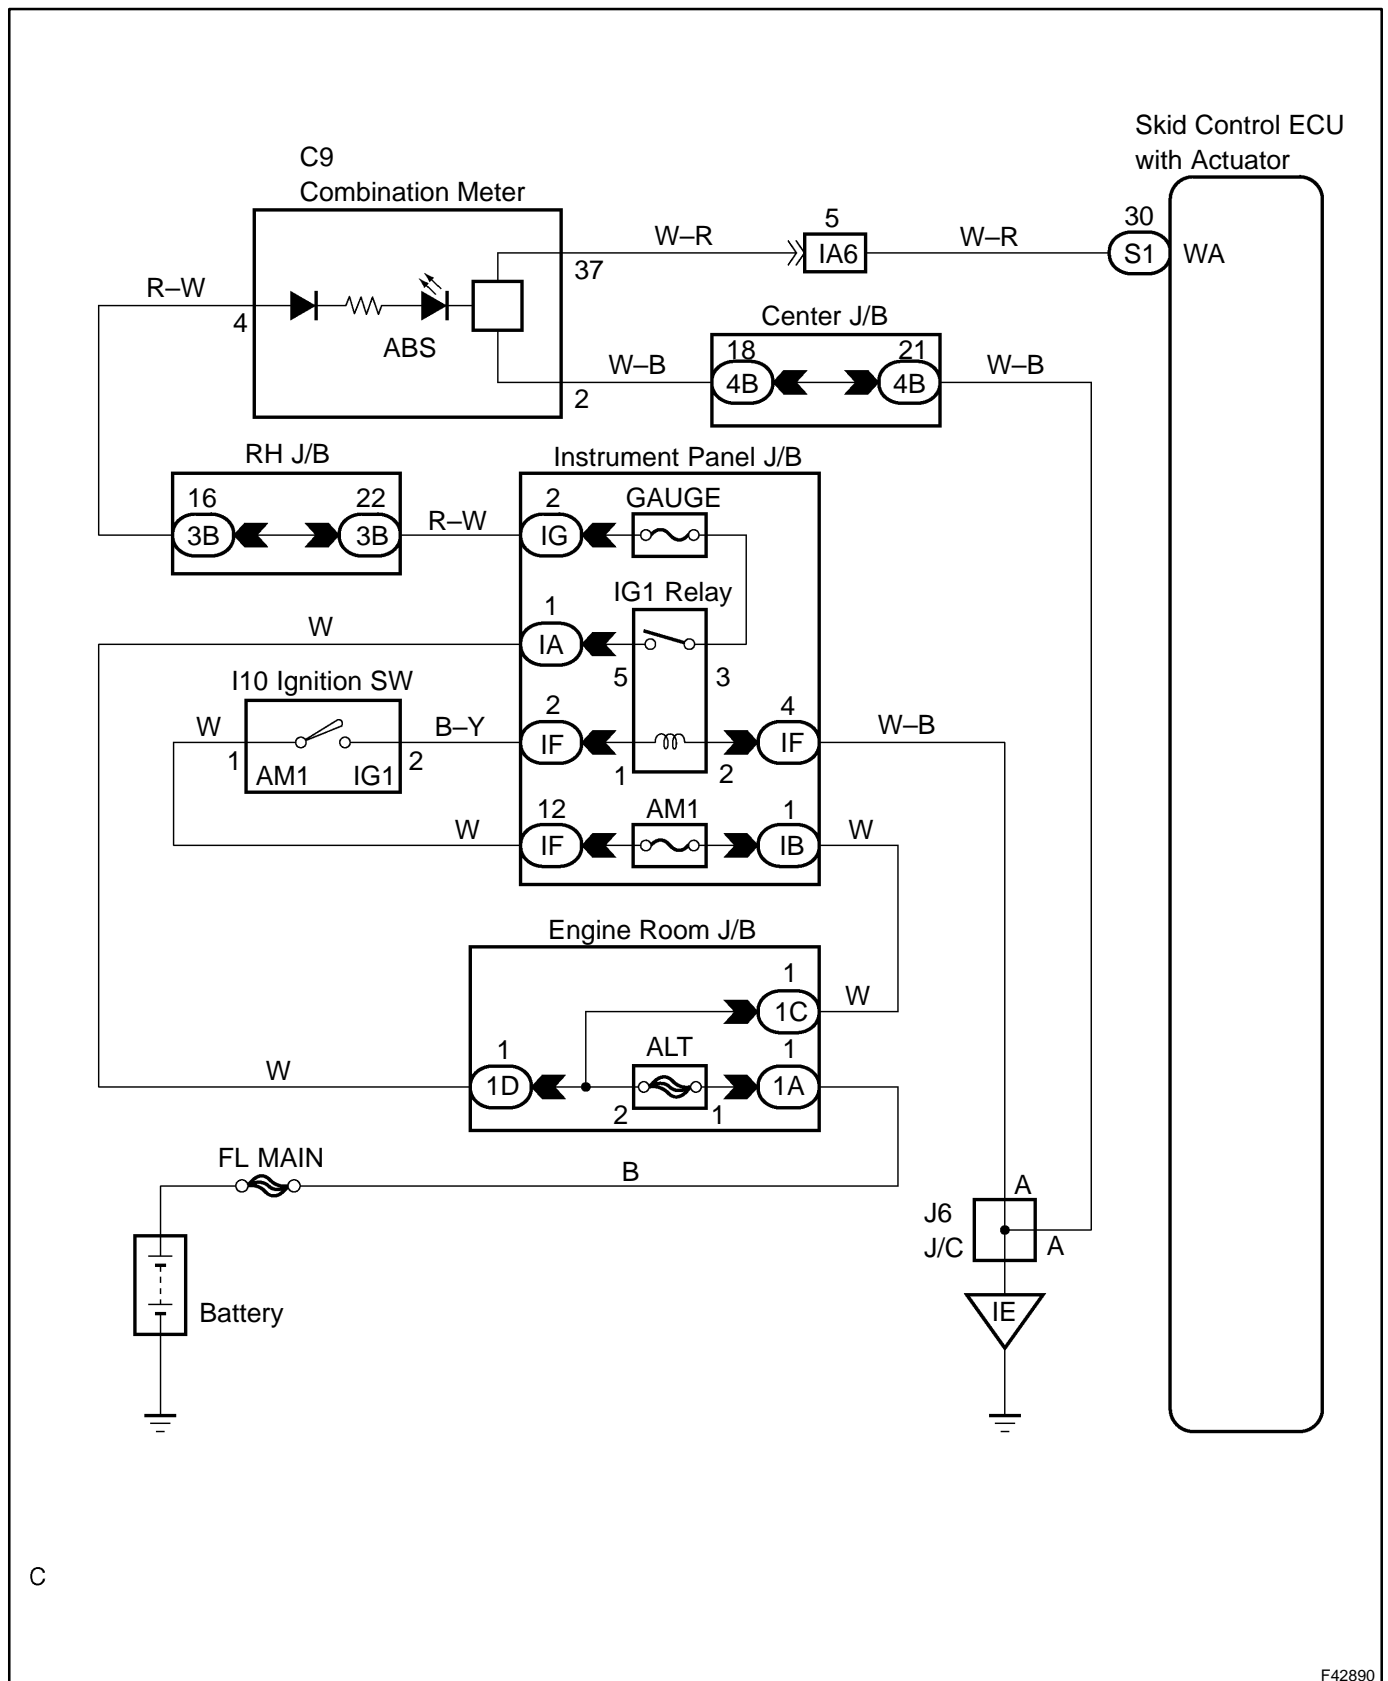 Skid Control ECU
with Actuator
C9
Combination Meter
W–R
5
IA6
W–R
30
S1
WA
37
R–W
4
ABS
Center J/B
W–B
18
4B
21
4B
W–B
2
RH J/B
16
3B
22
3B
R–W
Instrument Panel J/B
2
IG
GAUGE
IG1 Relay
W
1
IA
5
3
I10 Ignition SW
W
1
AM1
IG1
2
B–Y
2
IF
1
2
4
IF
W–B
W
12
IF
AM1
1
IB
W
Engine Room J/B
1
1C
W
W
1
1D
ALT
2
1
1
1A
FL MAIN
B
Battery
J6
J/C
A
A
IE
C
F42890